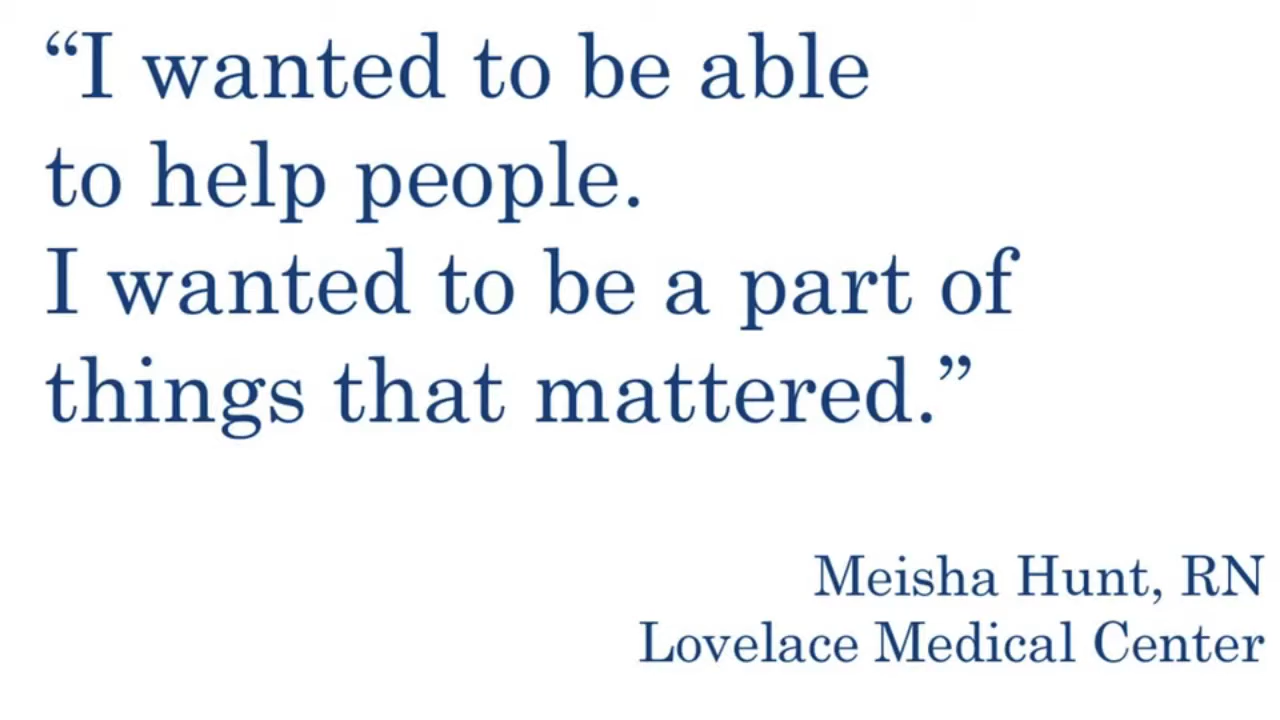 “I wanted to be able
to help people.
I wanted to be a part of
things that mattered.”
Meisha Hunt, RN
Lovelace Medical Center